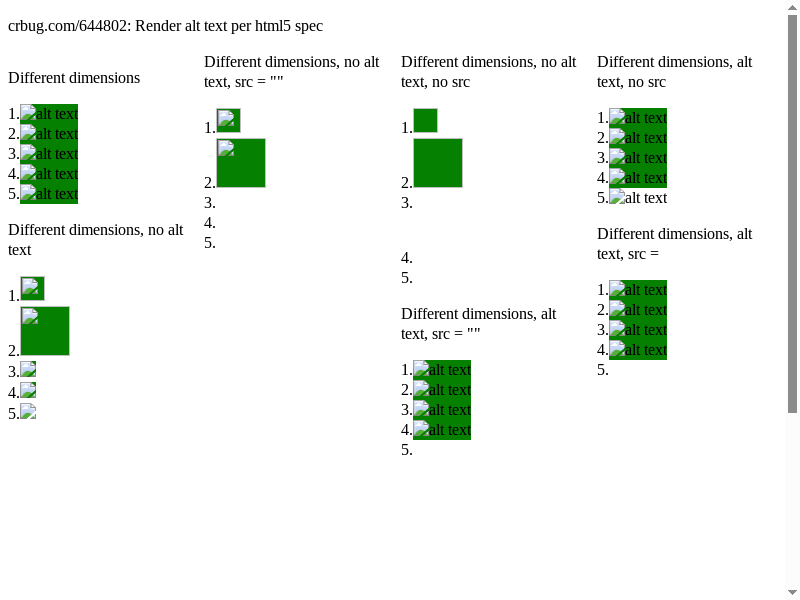 crbug.com/644802: Render alt text per html5 spec
Different dimensions
1.alt text
2.alt text
3.alt text
4.alt text
5.alt text
Different dimensions, no alt
text
1.
2.
3.
4.
5.
Different dimensions, no alt
text, src = ""
1.
2.
3.
4.
5.
Different dimensions, no alt
text, no src
1.
2.
3.
4.
5.
Different dimensions, alt
text, src = ""
1.alt text
2.alt text
3.alt text
4.alt text
5.
Different dimensions, alt
text, no src
1.alt text
2.alt text
3.alt text
4.alt text
5.alt text
Different dimensions, alt
text, src =
1.alt text
2.alt text
3.alt text
4.alt text
5.